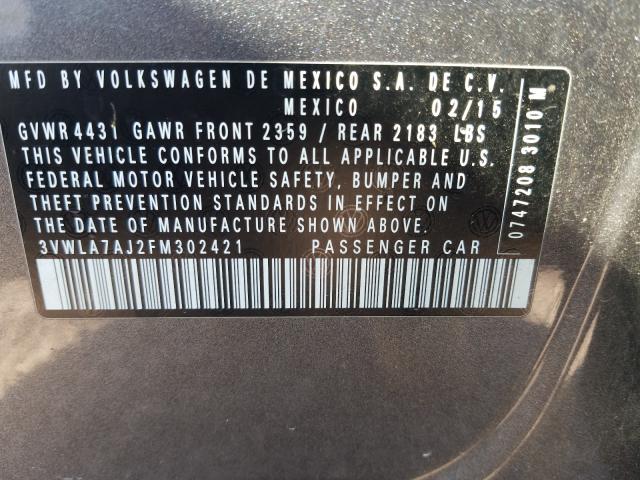 MFD BY VOLKSWAGEN DE MEXICO S.A. DE C.V.
MEXICO 02/15
GVWR4431 GAWR FRONT 2359 / REAR 2183 LBS
THIS VEHICLE CONFORMS TO ALL APPLICABLE U.S.
FEDERAL MOTOR VEHICLE SAFETY, BUMPER AND
THEFT PREVENTION STANDARDS IN EFFECT ON
THE DATE OF MANUFACTURE SHOWN ABOVE.
3VWLA7AJ2FM302421 PASSENGER CAR
0747208 3010 M